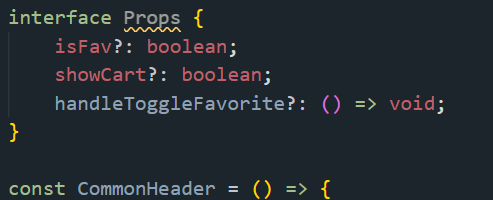 interface Props {
    isFav?: boolean;
    showCart?: boolean;
    handleToggleFavorite?: () => void;
}
const CommonHeader = () => {